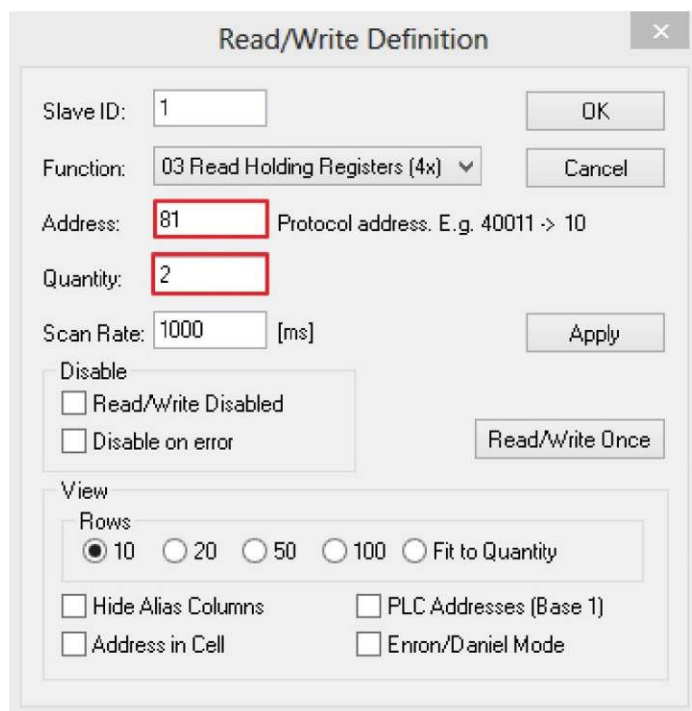 Read/Write Definition
Slave ID: 1 OK
Function: 03 Read Holding Registers (4x) Cancel
Address: 81 Protocol address. E.g. 40011 -> 10
Quantity: 2
Scan Rate: 1000 [ms] Apply
Disable
Read/Write Disabled
Disable on error
Read/Write Once
View
Rows
10 20 50 100 Fit to Quantity
Hide Alias Columns PLC Addresses (Base 1)
Address in Cell Enron/Daniel Mode